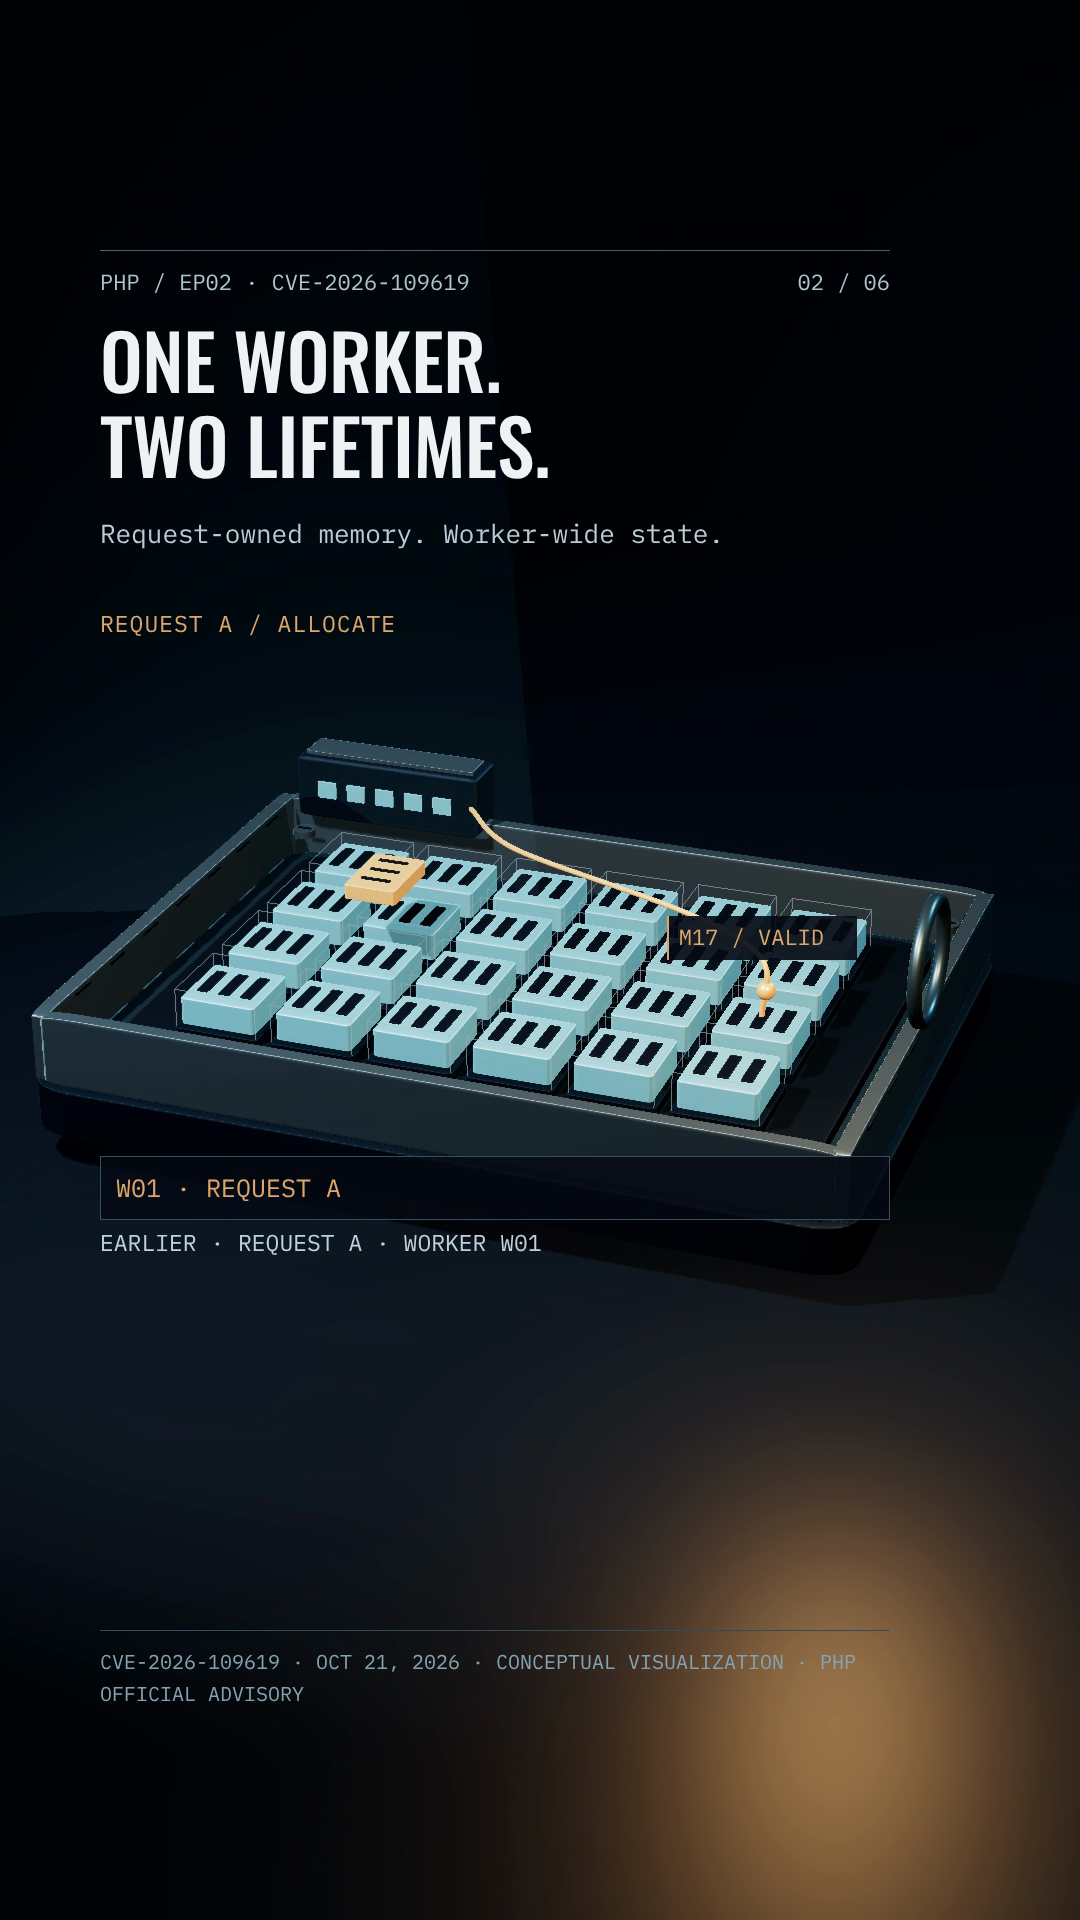 PHP / EP02 · CVE-2026-109619
02 / 06
ONE WORKER.
TWO LIFETIMES.
Request-owned memory. Worker-wide state.
REQUEST A / ALLOCATE
M17 / VALID
W01 · REQUEST A
EARLIER · REQUEST A · WORKER W01
CVE-2026-109619 · OCT 21, 2026 · CONCEPTUAL VISUALIZATION · PHP
OFFICIAL ADVISORY